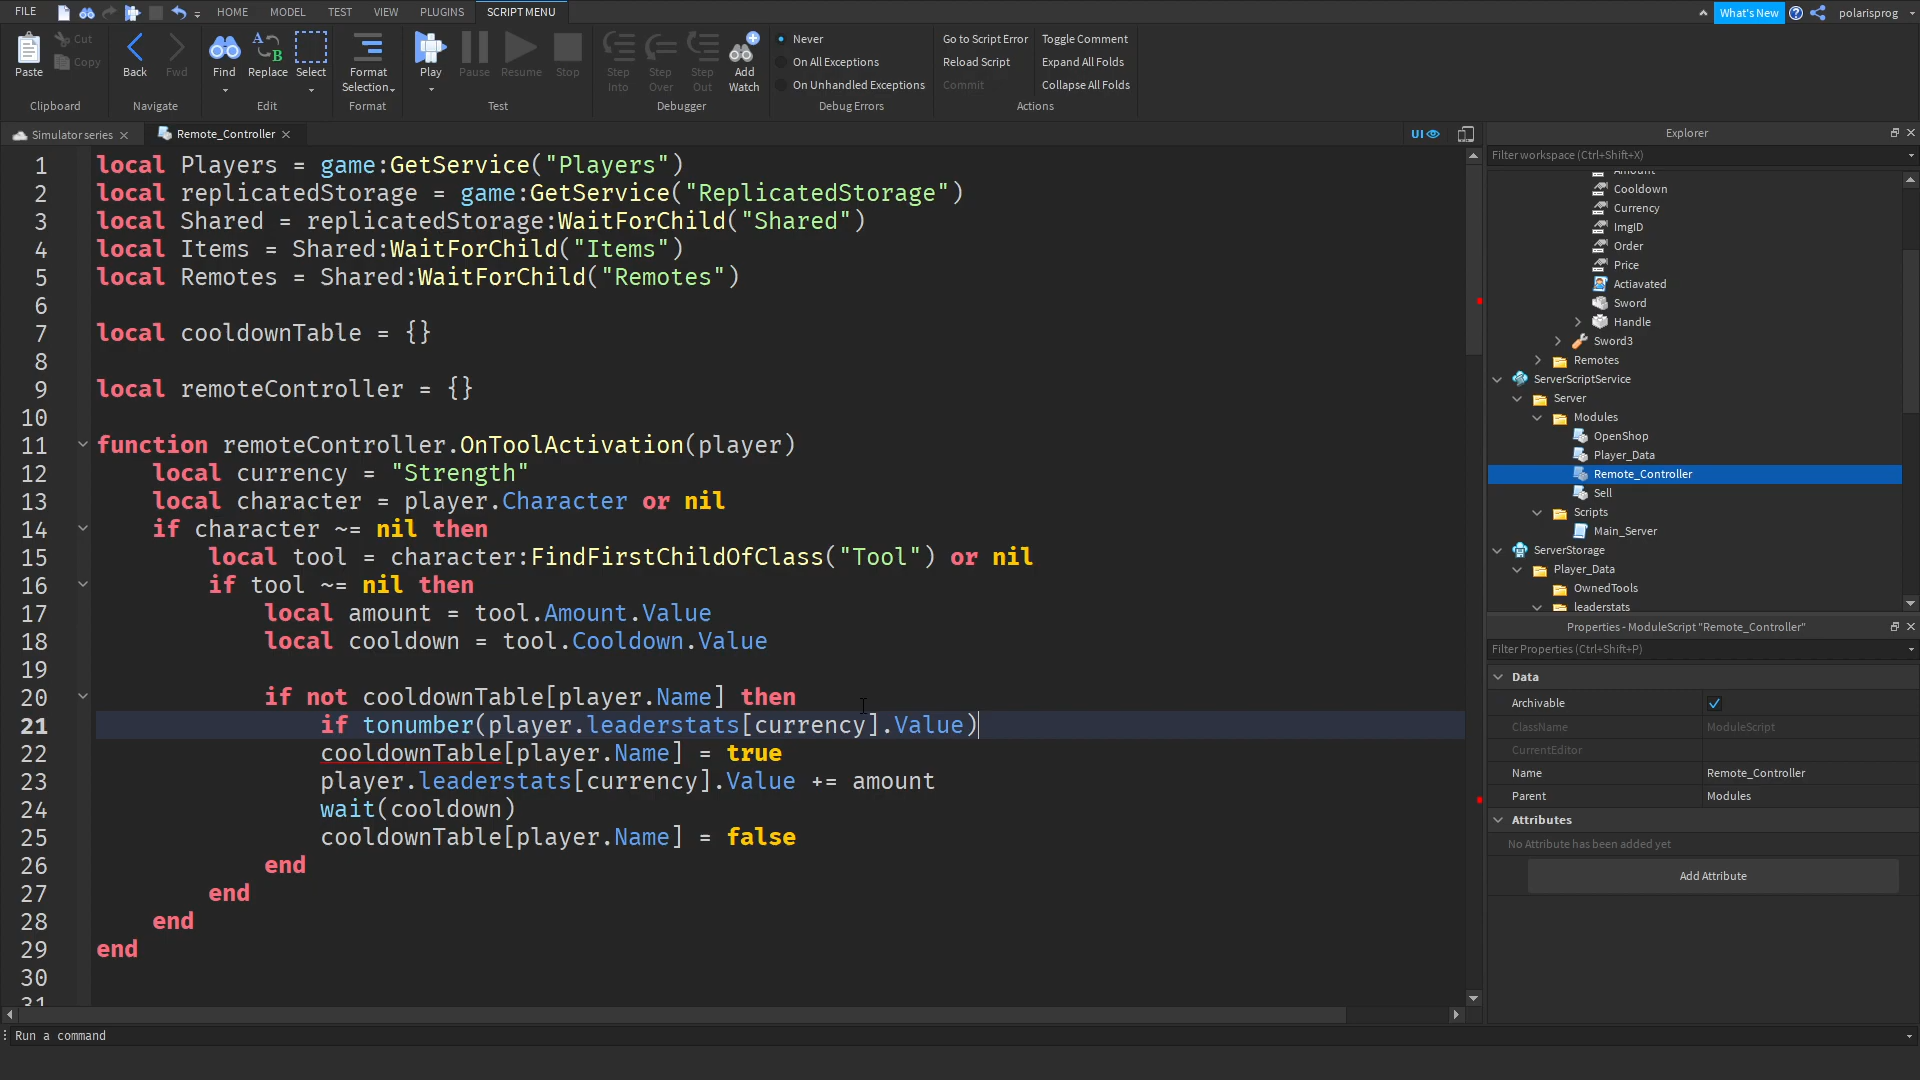 FILE
HOME
MODEL
TEST
VIEW
PLUGINS
SCRIPT MENU
What's New
polarisprog
Paste
Cut
Copy
Clipboard
Back
Fwd
Navigate
Find
Replace
Select
Edit
Format
Selection
Format
Play
Pause
Resume
Stop
Test
Step
Into
Step
Over
Step
Out
Add
Watch
Debugger
Never
On All Exceptions
On Unhandled Exceptions
Debug Errors
Go to Script Error
Reload Script
Commit
Toggle Comment
Expand All Folds
Collapse All Folds
Actions
Simulator series
Remote_Controller
UI
1 local Players = game:GetService("Players")
2 local replicatedStorage = game:GetService("ReplicatedStorage")
3 local Shared = replicatedStorage:WaitForChild("Shared")
4 local Items = Shared:WaitForChild("Items")
5 local Remotes = Shared:WaitForChild("Remotes")
6
7 local cooldownTable = {}
8
9 local remoteController = {}
10
11 function remoteController.OnToolActivation(player)
12 local currency = "Strength"
13 local character = player.Character or nil
14 if character ~= nil then
15 local tool = character:FindFirstChildOfClass("Tool") or nil
16 if tool ~= nil then
17 local amount = tool.Amount.Value
18 local cooldown = tool.Cooldown.Value
19
20 if not cooldownTable[player.Name] then
21 if tonumber(player.leaderstats[currency].Value)
22 cooldownTable[player.Name] = true
23 player.leaderstats[currency].Value += amount
24 wait(cooldown)
25 cooldownTable[player.Name] = false
26 end
27 end
28 end
29 end
30
31
Run a command
Explorer
Filter workspace (Ctrl+Shift+X)
Amount
Cooldown
Currency
ImgID
Order
Price
Actiavated
Sword
Handle
Sword3
Remotes
ServerScriptService
Server
Modules
OpenShop
Player_Data
Remote_Controller
Sell
Scripts
Main_Server
ServerStorage
Player_Data
OwnedTools
leaderstats
Properties - ModuleScript "Remote_Controller"
Filter Properties (Ctrl+Shift+P)
Data
Archivable
ClassName ModuleScript
CurrentEditor
Name Remote_Controller
Parent Modules
Attributes
No Attribute has been added yet
Add Attribute